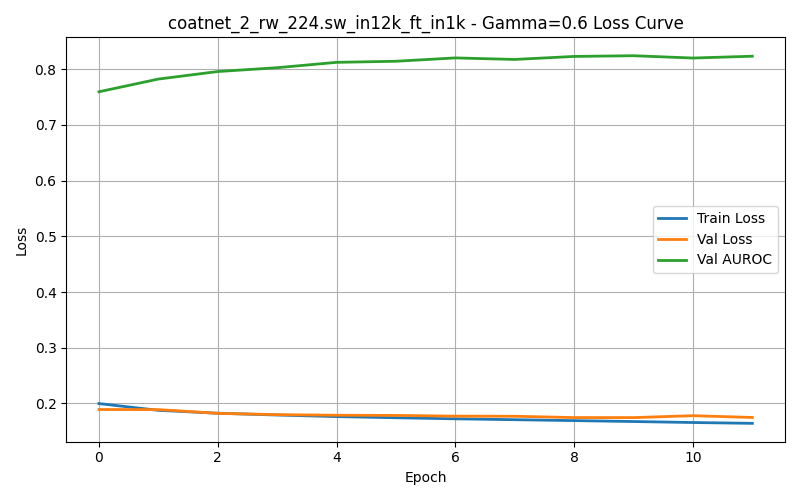 coatnet_2_rw_224.sw_in12k_ft_in1k - Gamma=0.6 Loss Curve
0.8
0.7
0.6
0.5
0.4
0.3
0.2
Loss
Train Loss
Val Loss
Val AUROC
0 2 4 6 8 10
Epoch